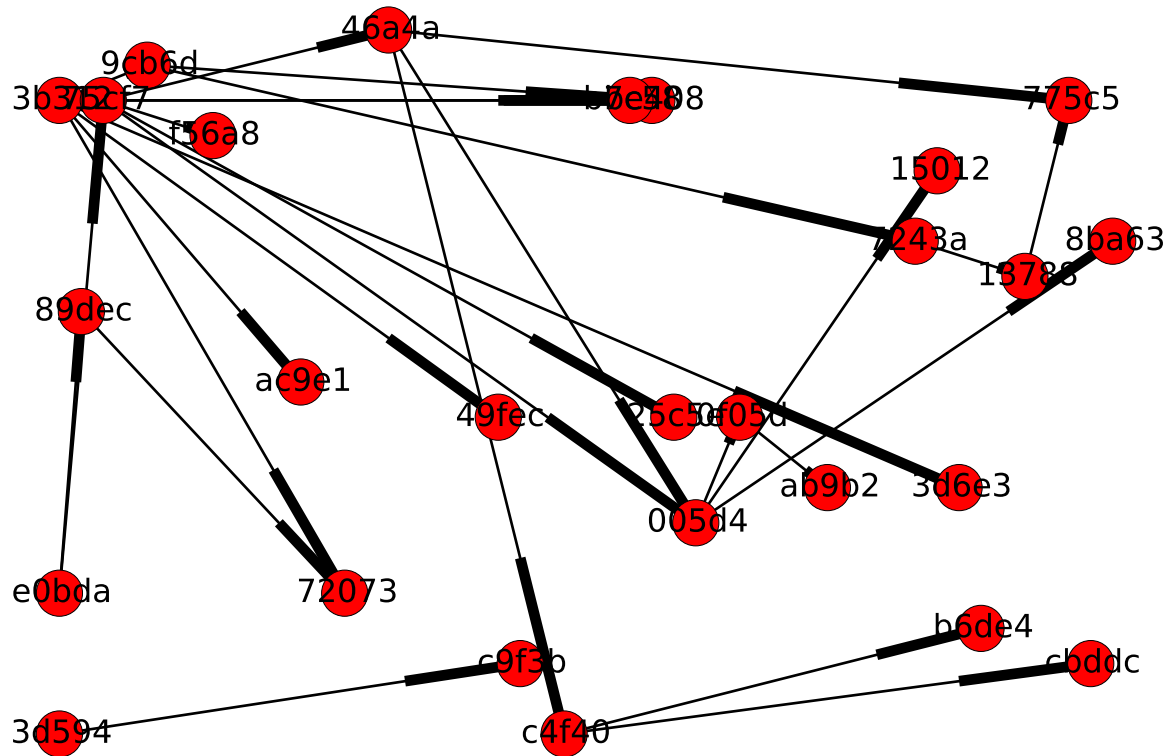 46a4a
9cb6d
775c5
f56a8
15012
7243a
8ba63
13788
89dec
ac9e1
49fec
0f05d
ab9b2
3d6e3
005d4
e0bda
72073
b6de4
c9f3b
cbddc
3d594
c4f40